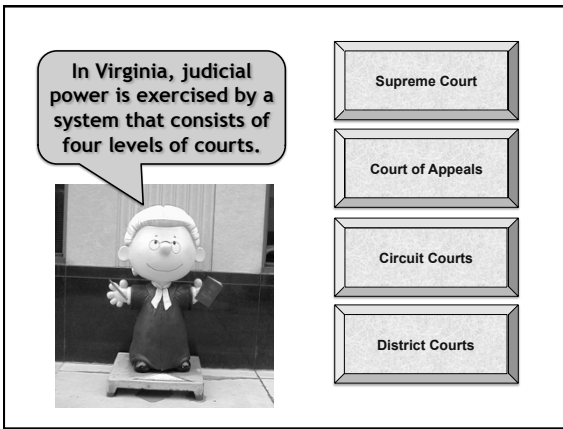 In Virginia, judicial
power is exercised by a
system that consists of
four levels of courts.
Supreme Court
Court of Appeals
Circuit Courts
District Courts